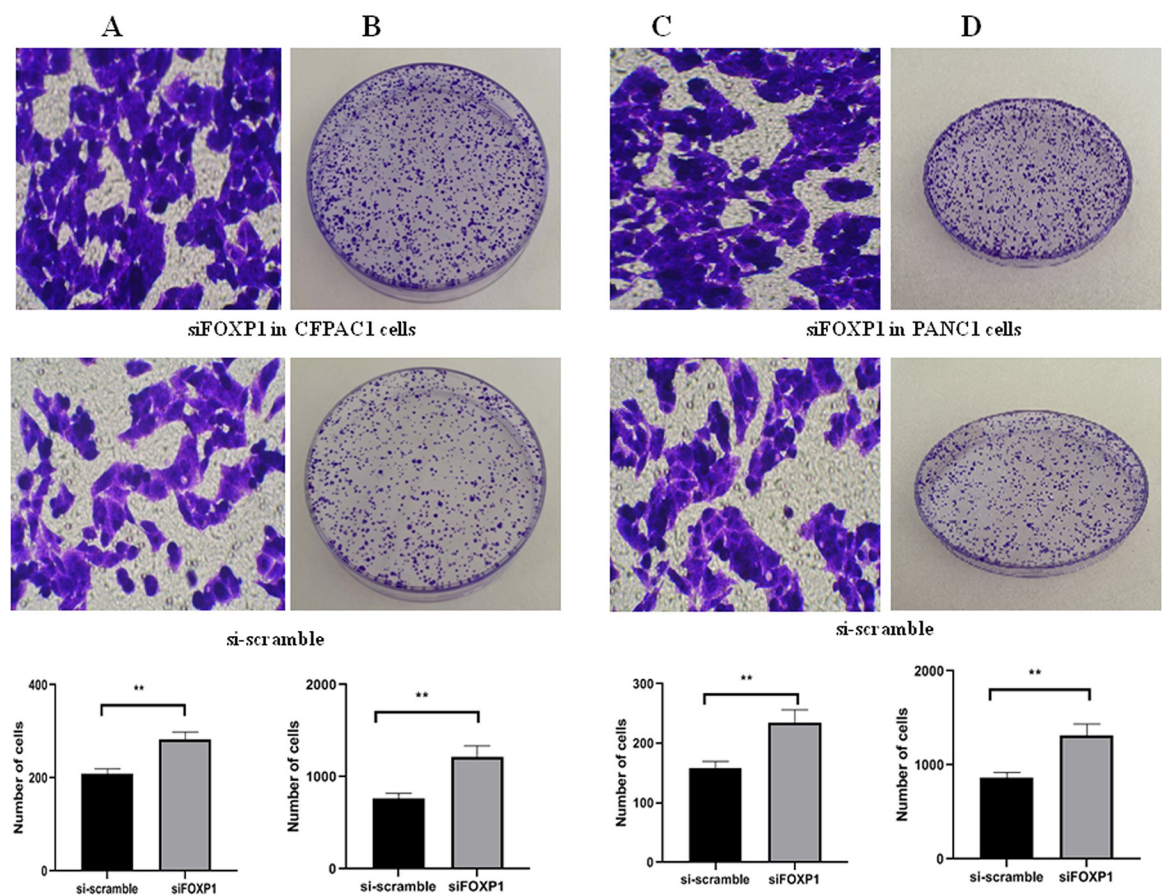 A B C D
siFOXP1 in CFPAC1 cells siFOXP1 in PANC1 cells
si-scramble si-scramble
Number of cells
400
200
0
**
si-scramble siFOXP1
Number of cells
2000
1000
0
**
si-scramble siFOXP1
Number of cells
300
200
100
0
**
si-scramble siFOXP1
Number of cells
2000
1000
0
**
si-scramble siFOXP1